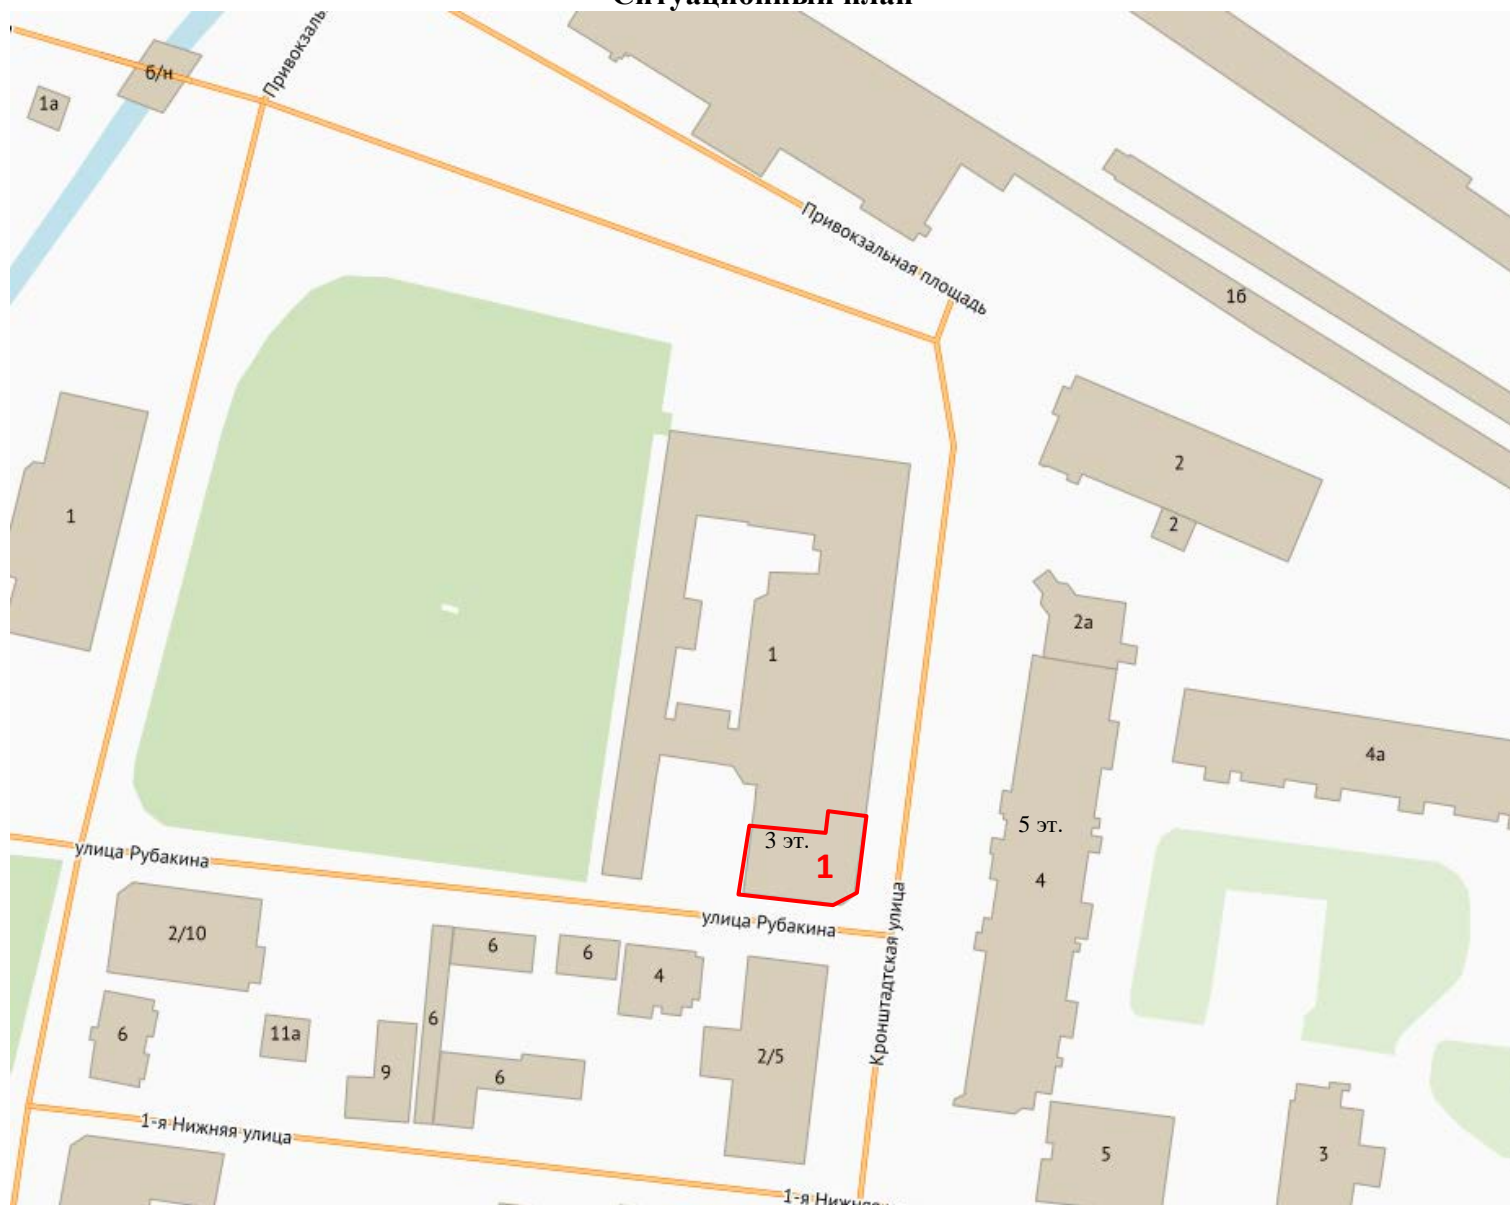 Ситуационный план
Привокзаль
б/н
1а
Привокзальная площадь
1б
2
2
1
2а
1
4а
5 эт.
3 эт.
1
улица Рубакина
4
улица Рубакина
Кронштадтская улица
2/10
6
6
4
6
6
11а
9
6
2/5
1-я Нижняя улица
5
3
1-я Нижня